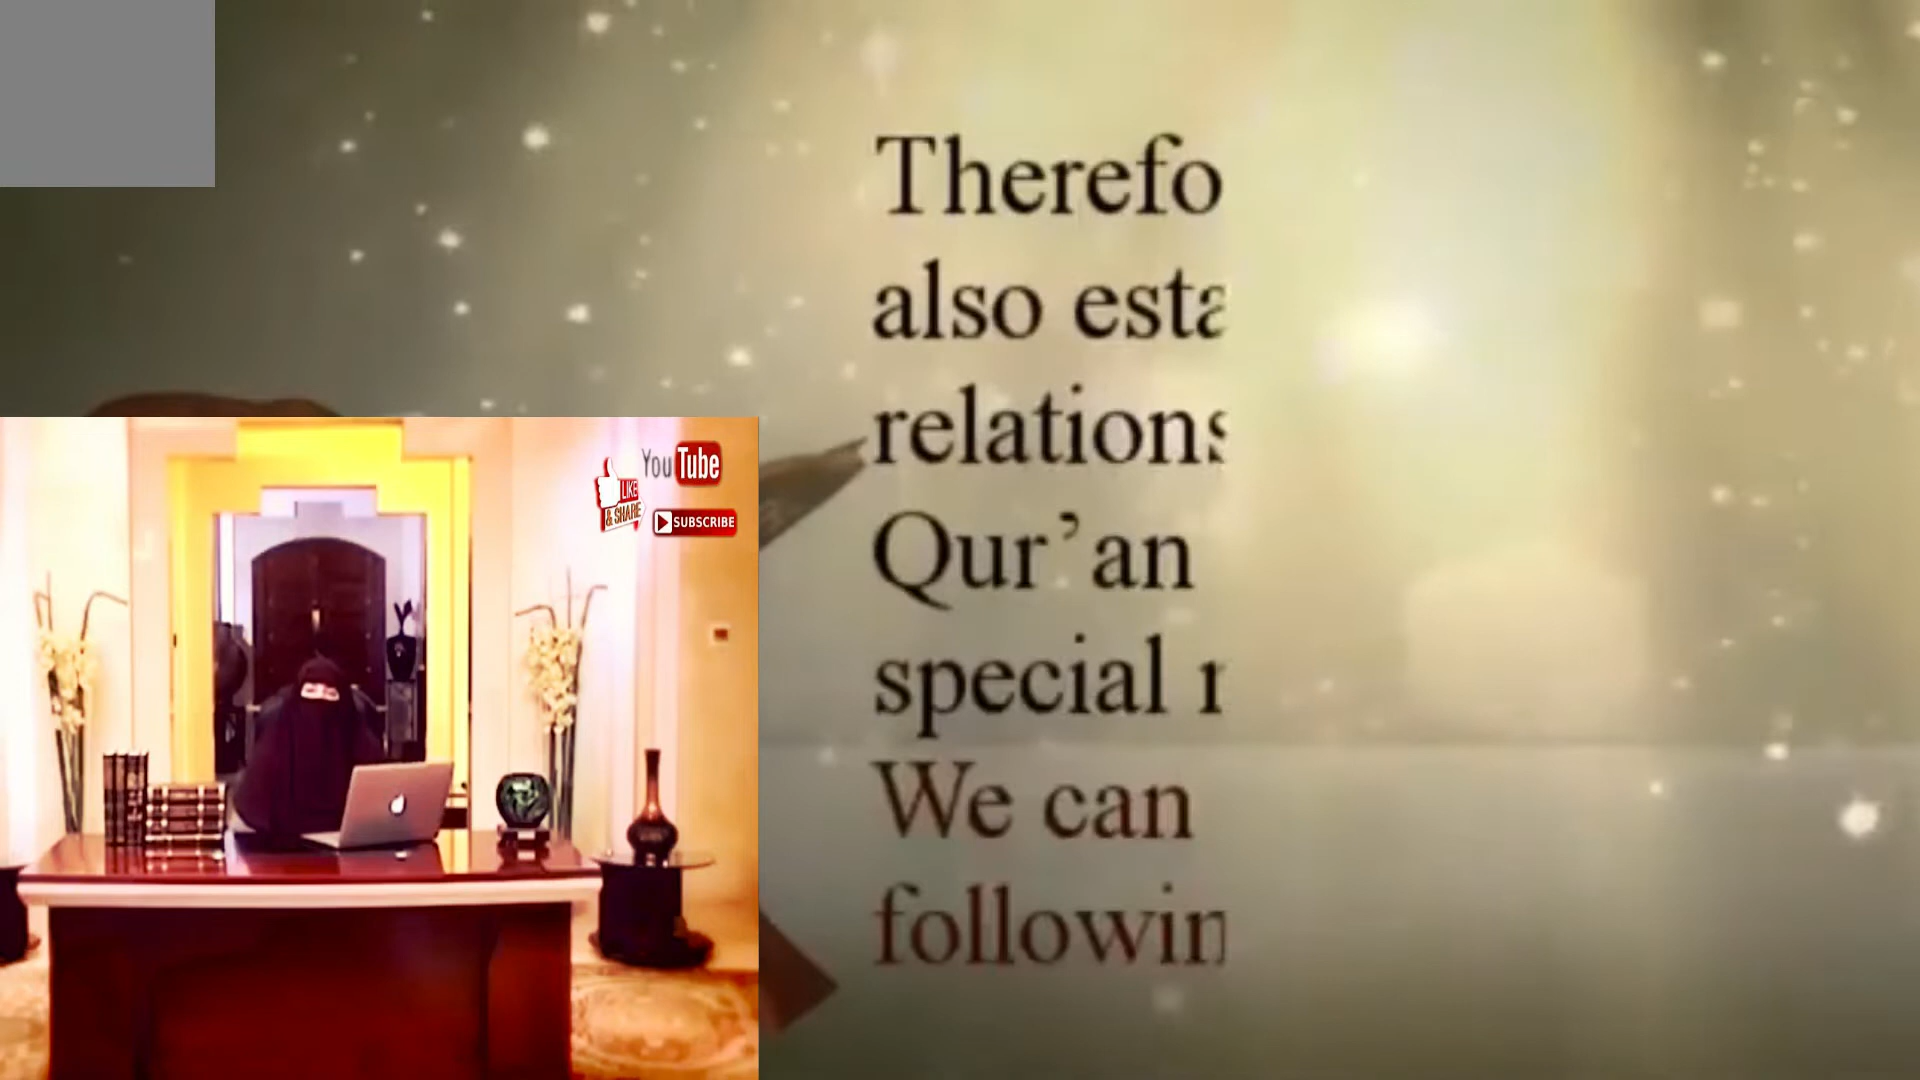 Therefo
also esta
relations
Qur’an
special r
We can
followin
YouTube
LIKE
& SHARE
SUBSCRIBE